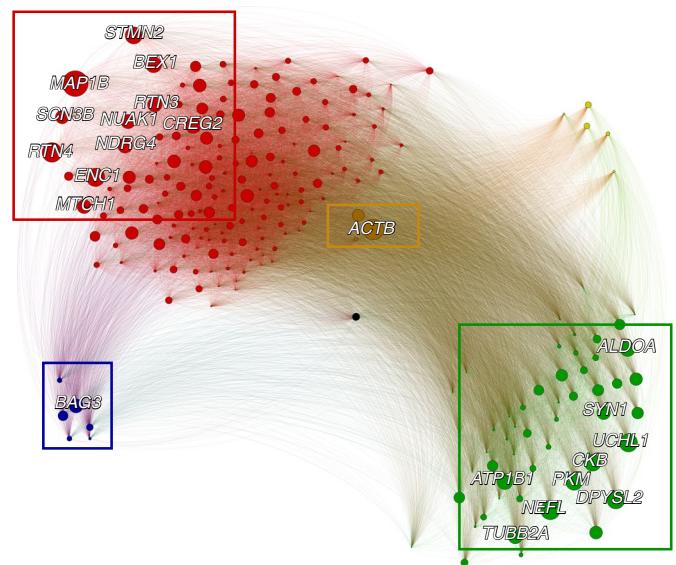 STMN2
BEX1
MAP1B
RTN3
SCN3B
NUAK1
CREG2
NDRG4
RTN4
ENC1
MTCH1
ACTB
ALDOA
BAG3
SYN1
UCHL1
CKB
ATP1B1
PKM
DPYSL2
NEFL
TUBB2A